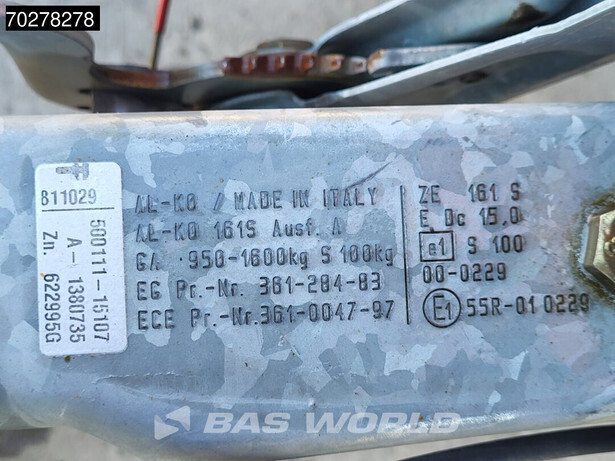 70278278
811029
500111-15107
A-1380735
Zn. 622995G
AL-KO // MADE IN ITALY
AL-KO 161S Ausf. A
GA 950-1600kg S 100kg
EG Pr.-Nr. 361-284-83
ECE Pr.-Nr.361-0047-97
ZE 161 S
E Dc 15.0
e1 S 100
00-0229
E1 55R-01 0229
BAS WORLD